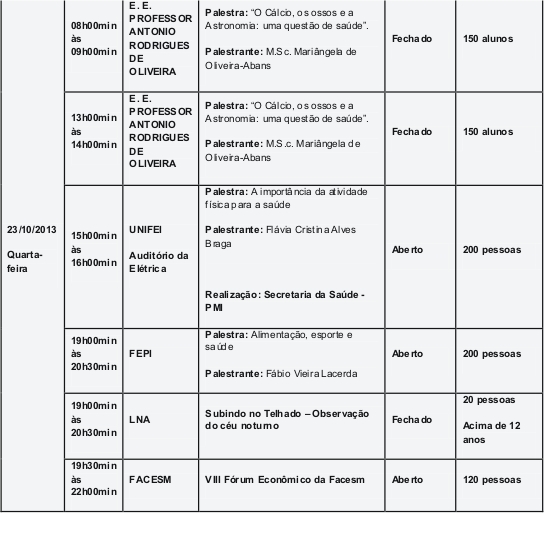 23/10/2013
Quarta-
feira
08h00min
às
09h00min
E. E.
PROFESSOR
ANTONIO
RODRIGUES
DE
OLIVEIRA
Palestra: “O Cálcio, os ossos e a
Astronomia: uma questão de saúde”.
Palestrante: M.Sc. Mariângela de
Oliveira-Abans
Fechado
150 alunos
13h00min
às
14h00min
E. E.
PROFESSOR
ANTONIO
RODRIGUES
DE
OLIVEIRA
Palestra: “O Cálcio, os ossos e a
Astronomia: uma questão de saúde”.
Palestrante: M.S.c. Mariângela de
Oliveira-Abans
Fechado
150 alunos
15h00min
às
16h00min
UNIFEI
Auditório da
Elétrica
Palestra: A importância da atividade
física para a saúde
Palestrante: Flávia Cristina Alves
Braga
Realização: Secretaria da Saúde -
PMI
Aberto
200 pessoas
19h00min
às
20h30min
FEPI
Palestra: Alimentação, esporte e
saúde
Palestrante: Fábio Vieira Lacerda
Aberto
200 pessoas
19h00min
às
20h30min
LNA
Subindo no Telhado – Observação
do céu noturno
Fechado
20 pessoas
Acima de 12
anos
19h30min
às
22h00min
FACESM
VIII Fórum Econômico da Facesm
Aberto
120 pessoas